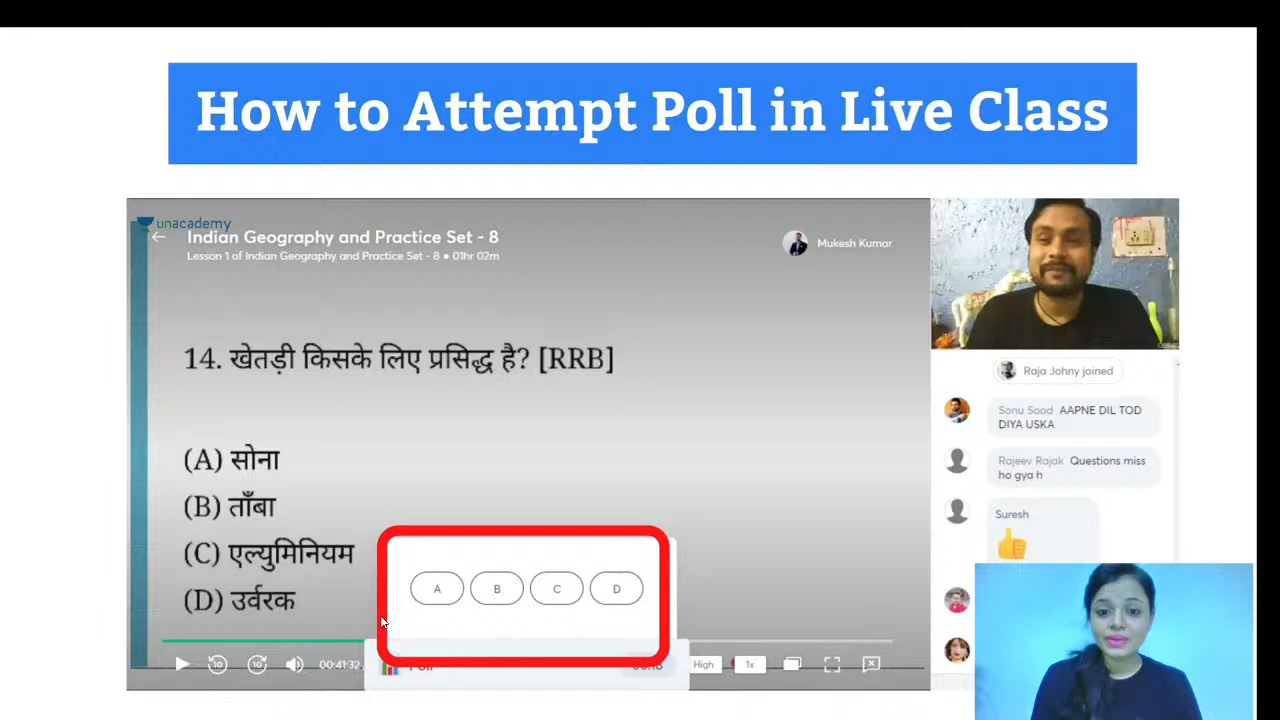 How to Attempt Poll in Live Class
unacademy
Indian Geography and Practice Set - 8
Lesson 1 of Indian Geography and Practice Set - 8 • 01hr 02m
Mukesh Kumar
14. खेतड़ी किसके लिए प्रसिद्ध है? [RRB]
(A) सोना
(B) ताँबा
(C) एल्युमिनियम
(D) उर्वरक
A B C D
10 10 00:41:32
High 1x
Raja Johny joined
Sonu Sood AAPNE DIL TOD
DIYA USKA
Rajeev Rajak Questions miss
ho gya h
Suresh